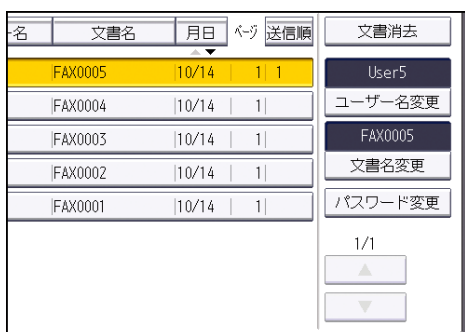 -名 文書名 月日 ページ 送信順
FAX0005 10/14 1 1
FAX0004 10/14 1
FAX0003 10/14 1
FAX0002 10/14 1
FAX0001 10/14 1
文書消去
User5
ユーザー名変更
FAX0005
文書名変更
パスワード変更
1/1